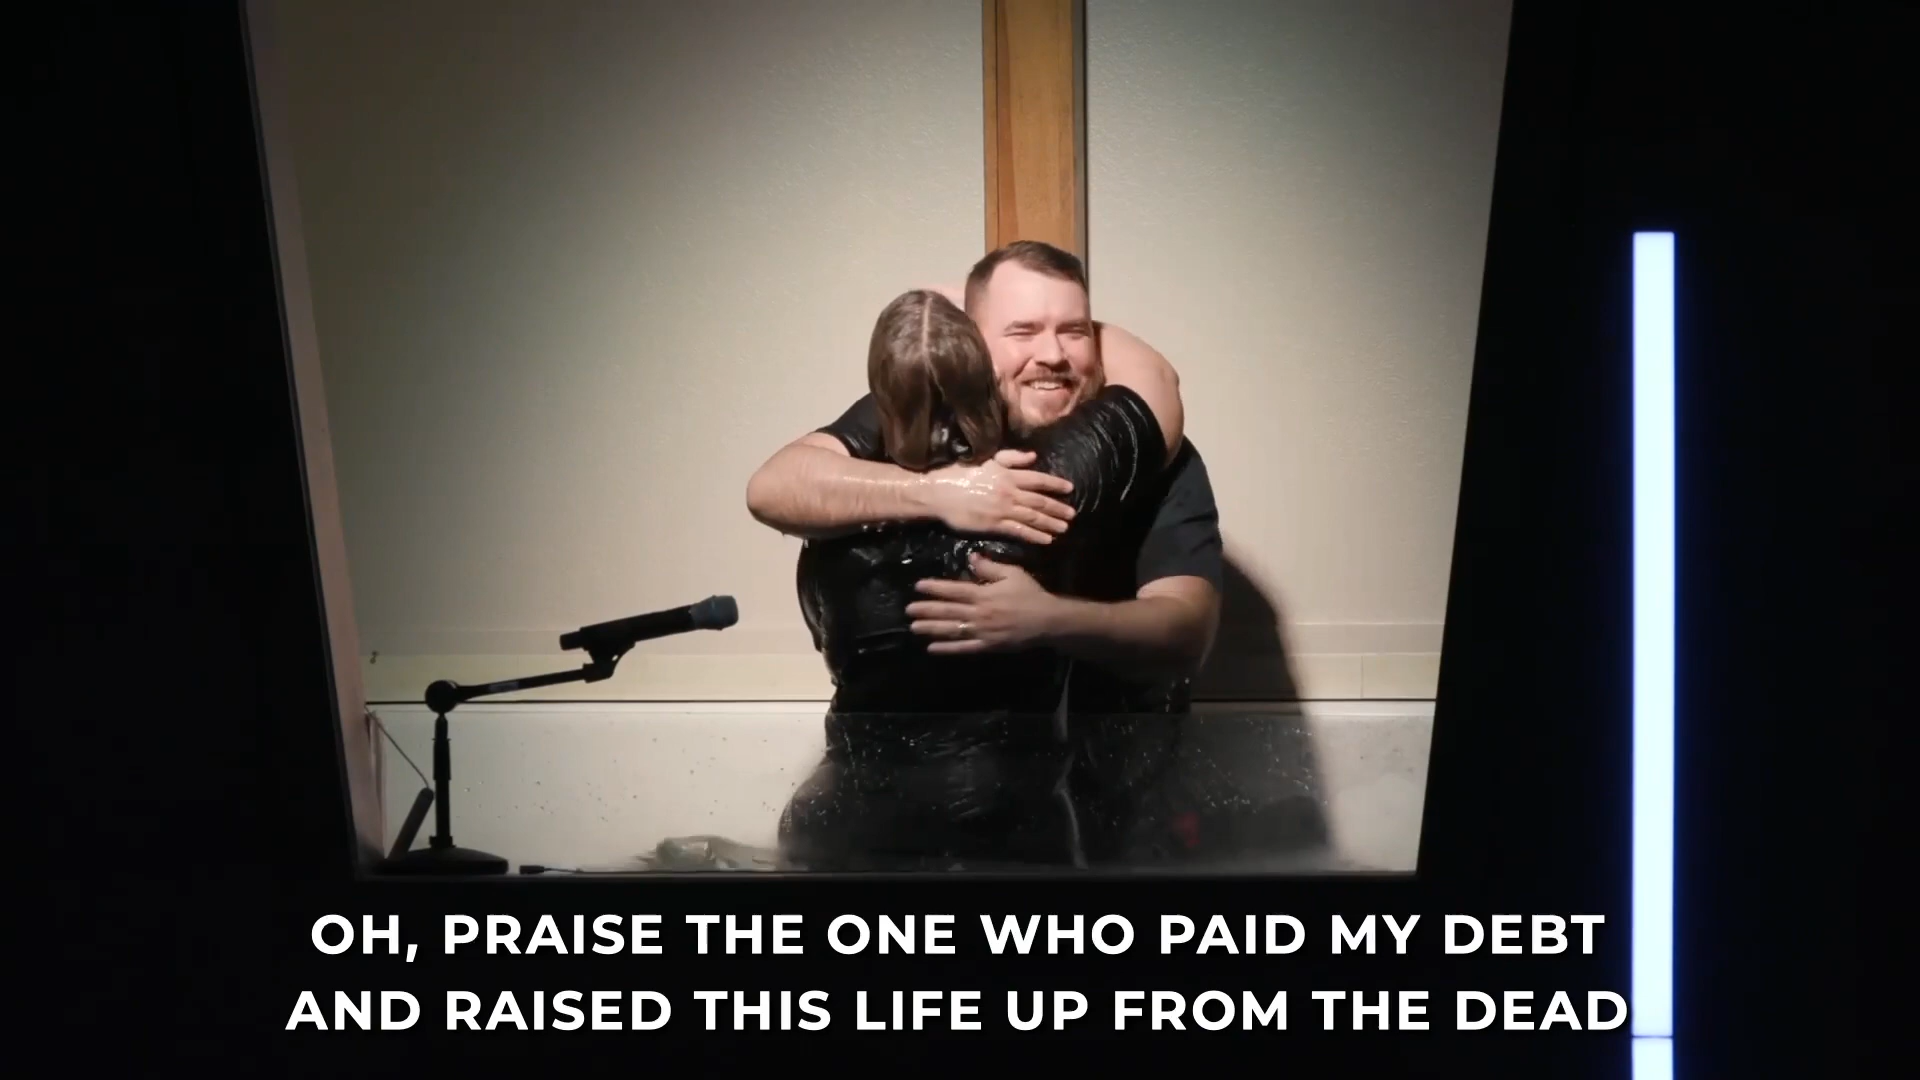 OH, PRAISE THE ONE WHO PAID MY DEBT
AND RAISED THIS LIFE UP FROM THE DEAD